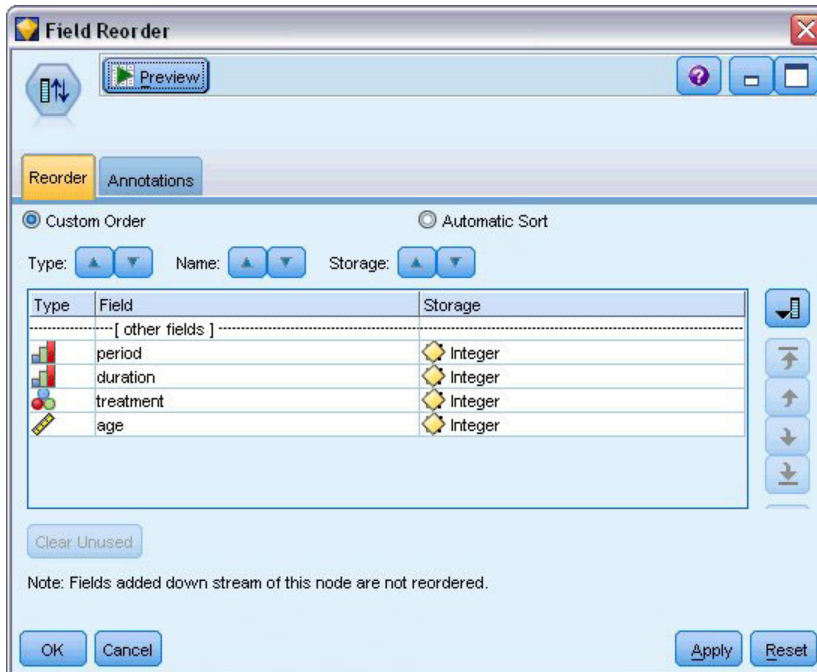 Field Reorder
Preview
Reorder Annotations
Custom Order Automatic Sort
Type: Name: Storage:
Type Field Storage
[ other fields ]
period Integer
duration Integer
treatment Integer
age Integer
Clear Unused
Note: Fields added down stream of this node are not reordered.
OK Cancel Apply Reset